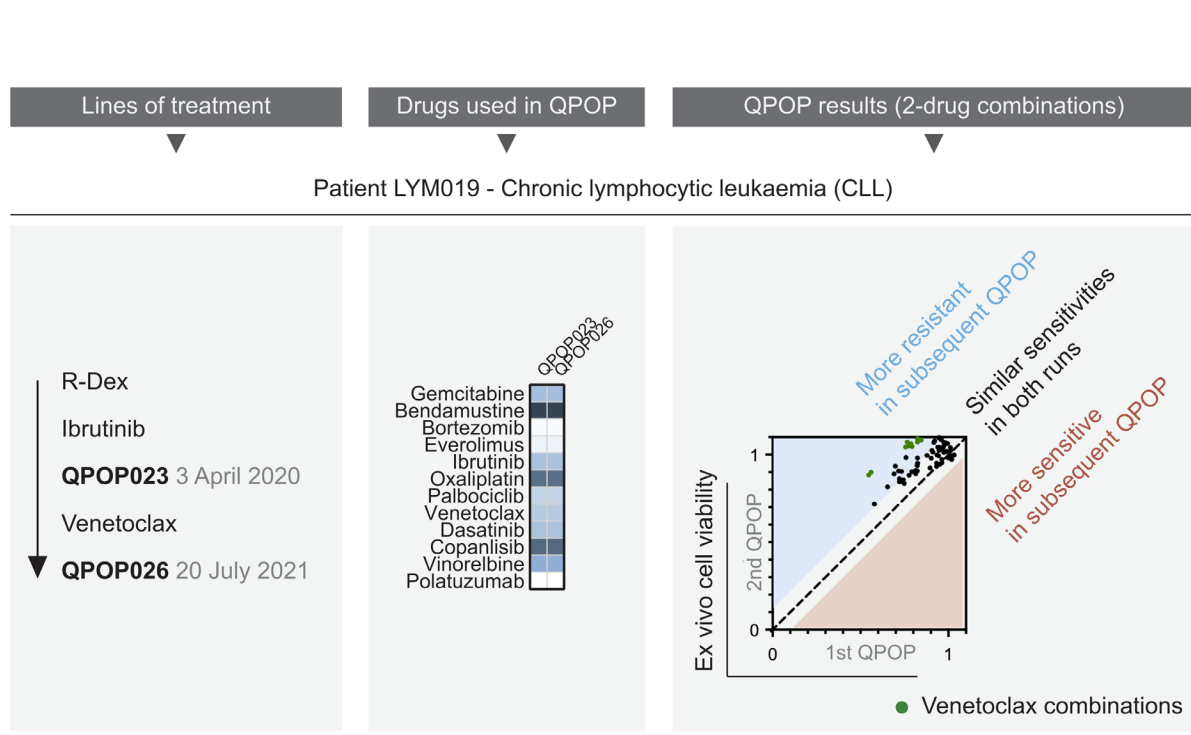 Lines of treatment
Drugs used in QPOP
QPOP results (2-drug combinations)
Patient LYM019 - Chronic lymphocytic leukaemia (CLL)
R-Dex
Ibrutinib
QPOP023 3 April 2020
Venetoclax
QPOP026 20 July 2021
QPOP023
QPOP026
Gemcitabine
Bendamustine
Bortezomib
Everolimus
Ibrutinib
Oxaliplatin
Palbociclib
Venetoclax
Dasatinib
Copanlisib
Vinorelbine
Polatuzumab
More resistant
in subsequent QPOP
Similar sensitivities
in both runs
More sensitive
in subsequent QPOP
Ex vivo cell viability
2nd QPOP
1
0
0
1st QPOP
1
Venetoclax combinations